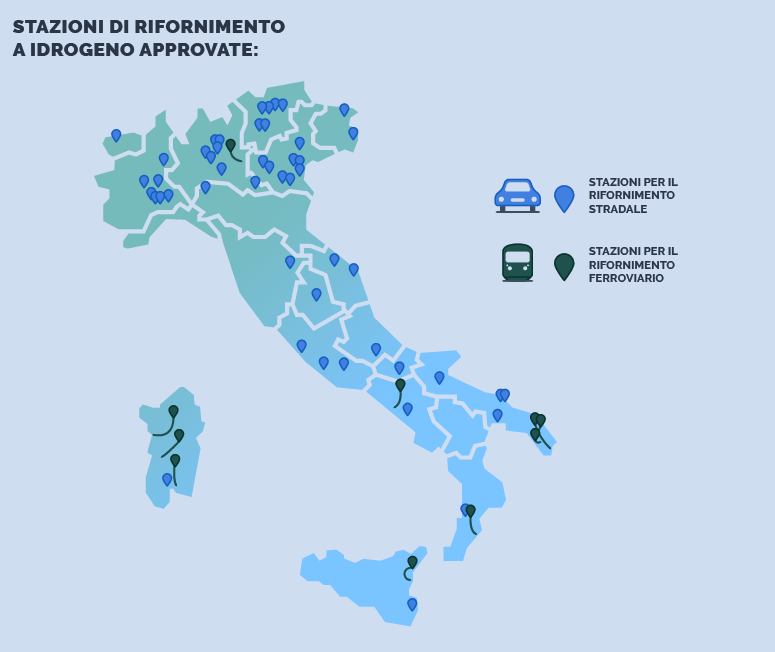 STAZIONI DI RIFORNIMENTO
A IDROGENO APPROVATE:
STAZIONI PER IL
RIFORNIMENTO
STRADALE
STAZIONI PER IL
RIFORNIMENTO
FERROVIARIO